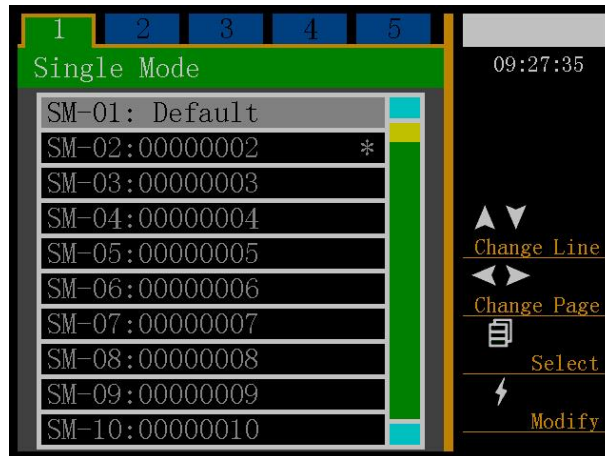 1 2 3 4 5
Single Mode
SM-01: Default
SM-02:00000002 *
SM-03:00000003
SM-04:00000004
SM-05:00000005
SM-06:00000006
SM-07:00000007
SM-08:00000008
SM-09:00000009
SM-10:00000010
09:27:35
Change Line
Change Page
Select
Modify